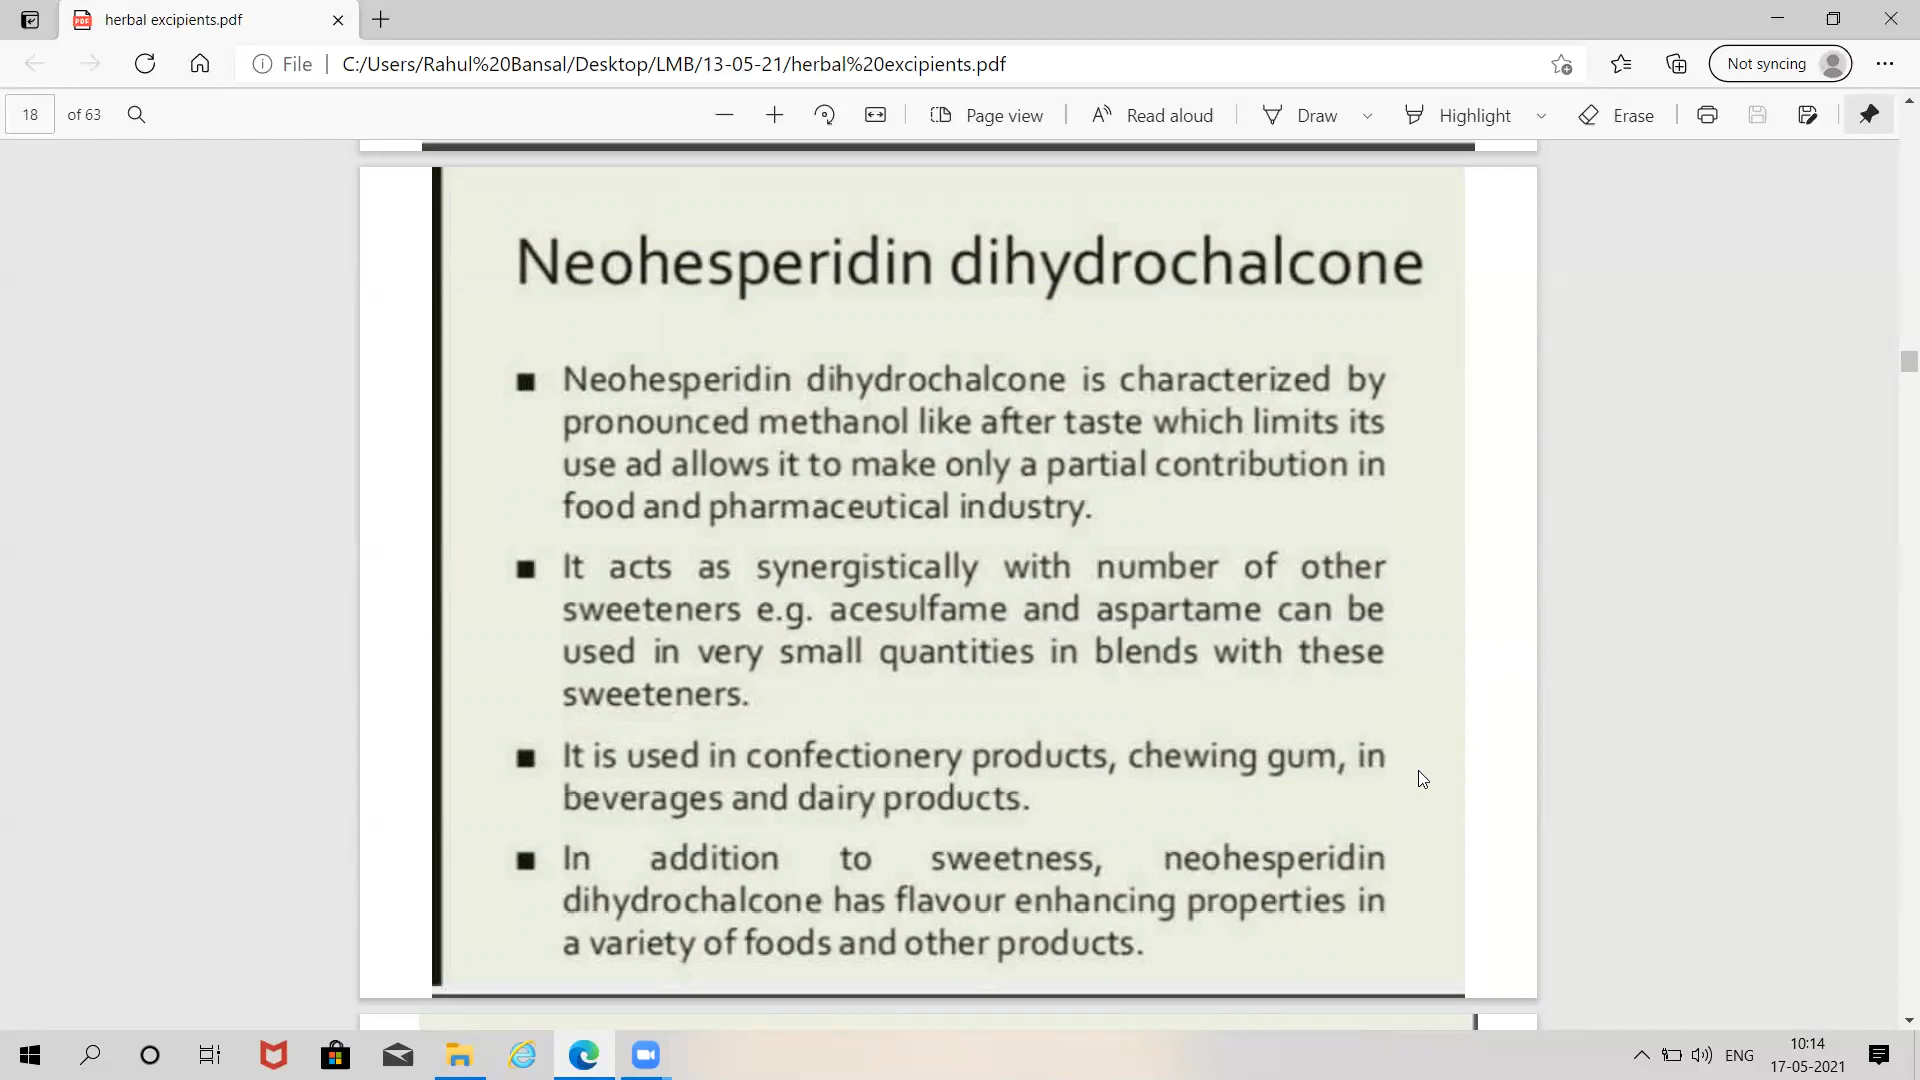 herbal excipients.pdf
File
C:/Users/Rahul%20Bansal/Desktop/LMB/13-05-21/herbal%20excipients.pdf
Not syncing
18 of 63
Page view
Read aloud
Draw
Highlight
Erase
Neohesperidin dihydrochalcone
Neohesperidin dihydrochalcone is characterized by
pronounced methanol like after taste which limits its
use ad allows it to make only a partial contribution in
food and pharmaceutical industry.
It acts as synergistically with number of other
sweeteners e.g. acesulfame and aspartame can be
used in very small quantities in blends with these
sweeteners.
It is used in confectionery products, chewing gum, in
beverages and dairy products.
In addition to sweetness, neohesperidin
dihydrochalcone has flavour enhancing properties in
a variety of foods and other products.
ENG
10:14
17-05-2021